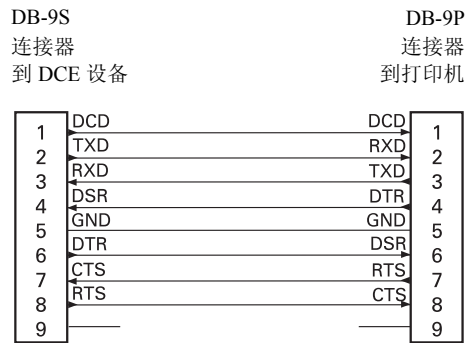 DB-9S DB-9P
连接器 连接器
到 DCE 设备 到打印机
1 DCD DCD 1
2 TXD RXD 2
3 RXD TXD 3
4 DSR DTR 4
5 GND GND 5
6 DTR DSR 6
7 CTS RTS 7
8 RTS CTS 8
9 9